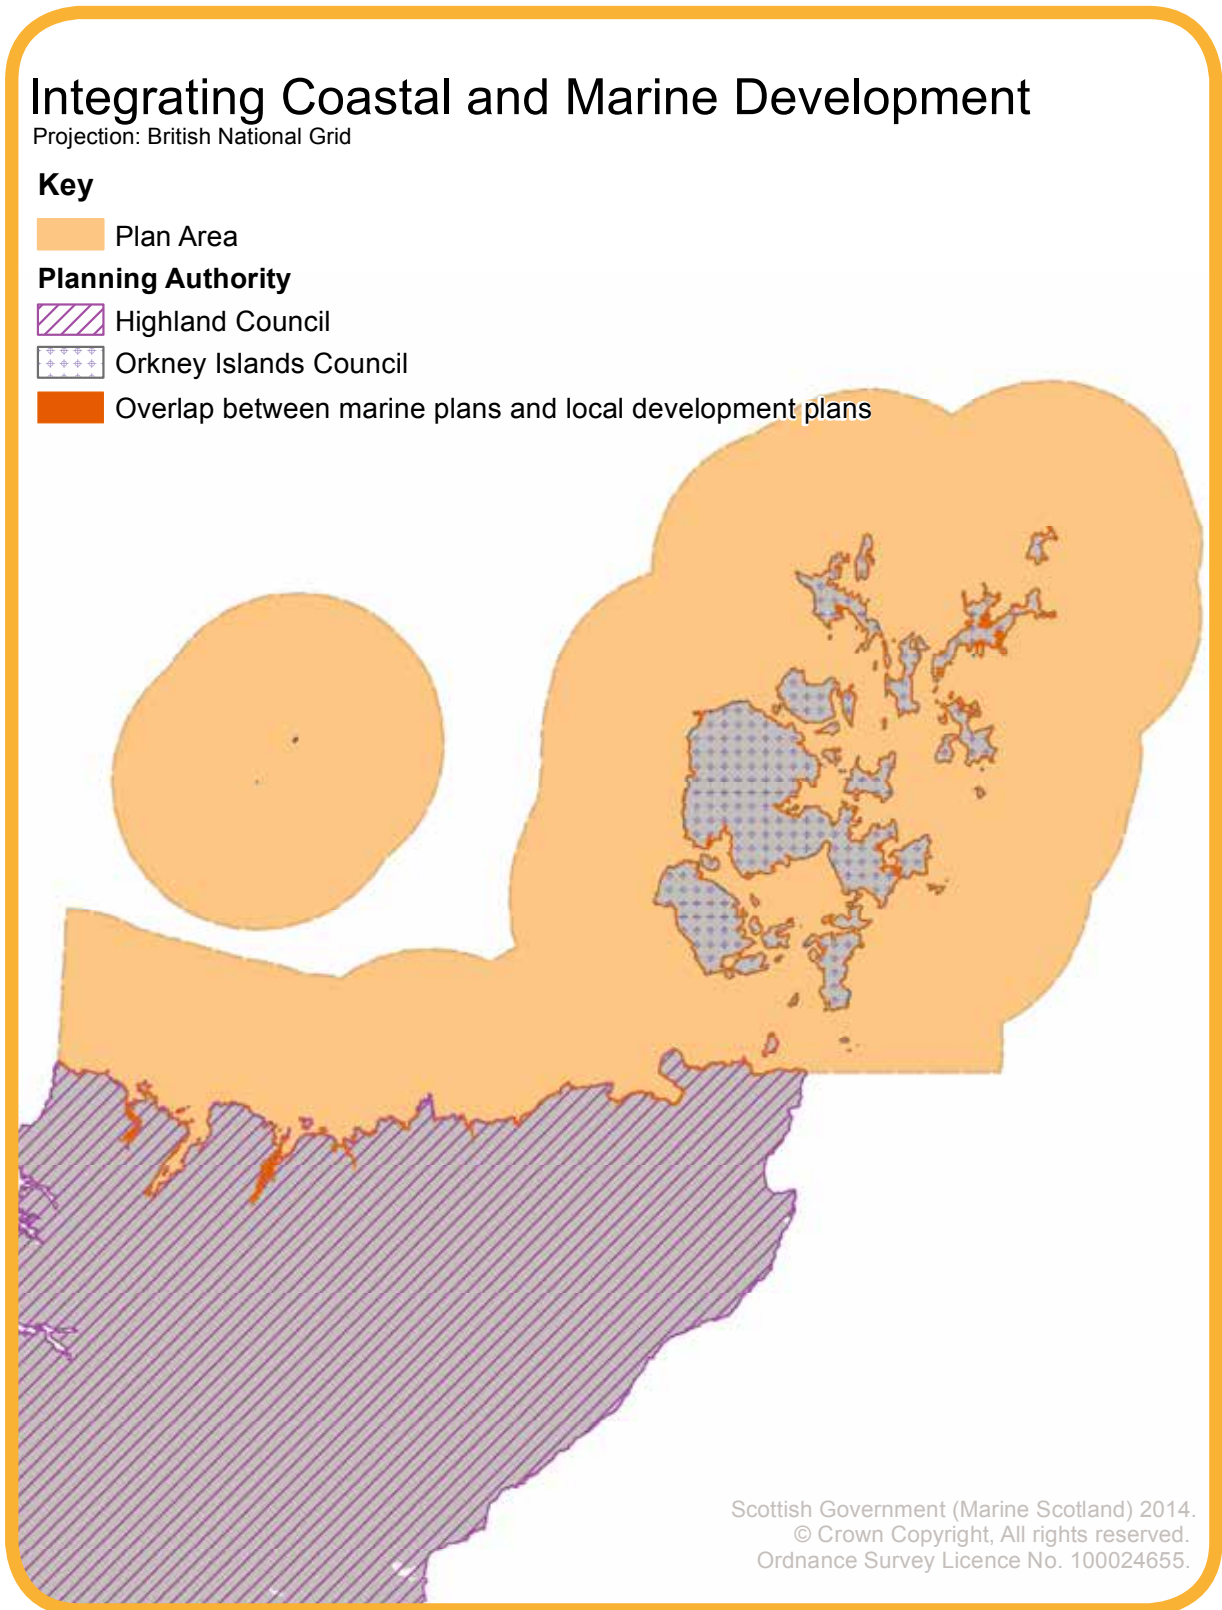 Integrating Coastal and Marine Development
Projection: British National Grid
Key
Plan Area
Planning Authority
Highland Council
Orkney Islands Council
Overlap between marine plans and local development plans
Scottish Government (Marine Scotland) 2014.
© Crown Copyright, All rights reserved.
Ordnance Survey Licence No. 100024655.